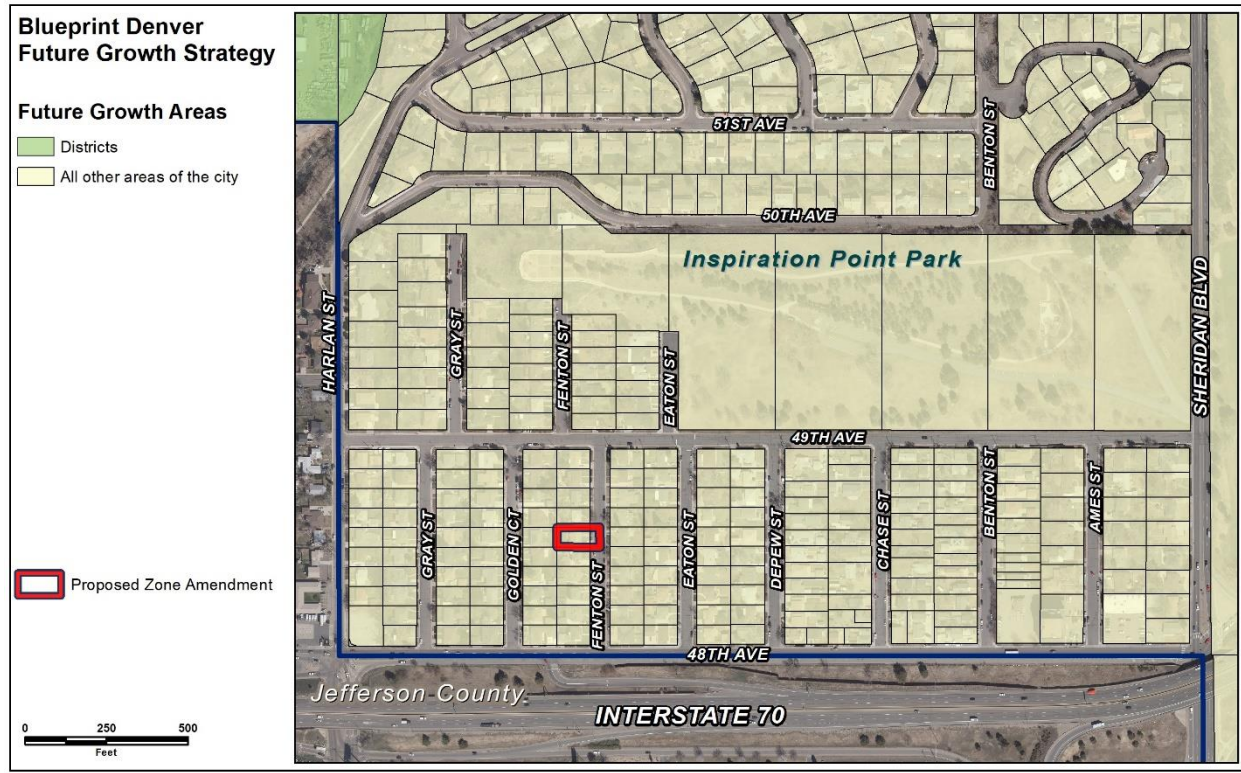 Blueprint Denver
Future Growth Strategy
Future Growth Areas
Districts
All other areas of the city
Proposed Zone Amendment
0 250 500
Feet
51ST AVE
BENTON ST
50TH AVE
Inspiration Point Park
HARLAN ST
GRAY ST
FENTON ST
EATON ST
SHERIDAN BLVD
49TH AVE
GRAY ST
GOLDEN CT
FENTON ST
EATON ST
DEPEW ST
CHASE ST
BENTON ST
AMES ST
48TH AVE
Jefferson County
INTERSTATE 70